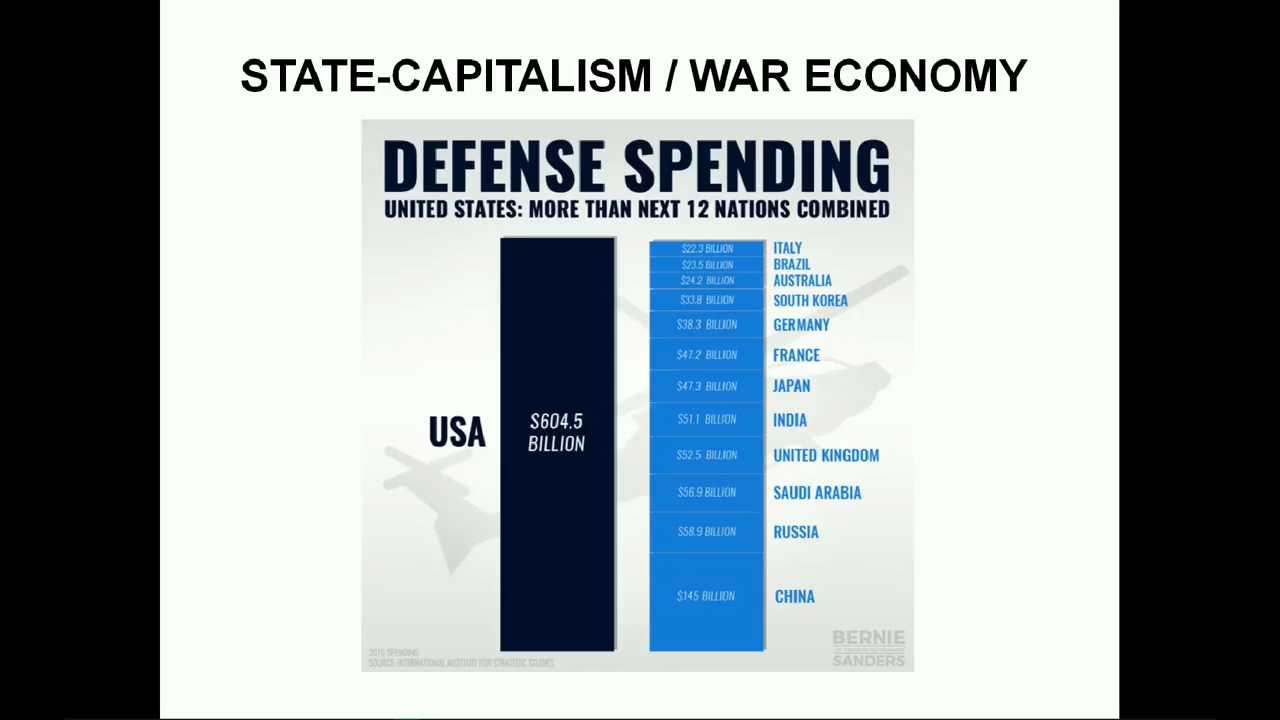 STATE-CAPITALISM / WAR ECONOMY
DEFENSE SPENDING
UNITED STATES: MORE THAN NEXT 12 NATIONS COMBINED
USA
$604.5
BILLION
$22.3 BILLION ITALY
$23.5 BILLION BRAZIL
$24.2 BILLION AUSTRALIA
$33.8 BILLION SOUTH KOREA
$38.3 BILLION GERMANY
$47.2 BILLION FRANCE
$47.3 BILLION JAPAN
$51.1 BILLION INDIA
$52.5 BILLION UNITED KINGDOM
$56.9 BILLION SAUDI ARABIA
$58.9 BILLION RUSSIA
$145 BILLION CHINA
2016 SPENDING
SOURCE: INTERNATIONAL INSTITUTE FOR STRATEGIC STUDIES
BERNIE
SANDERS